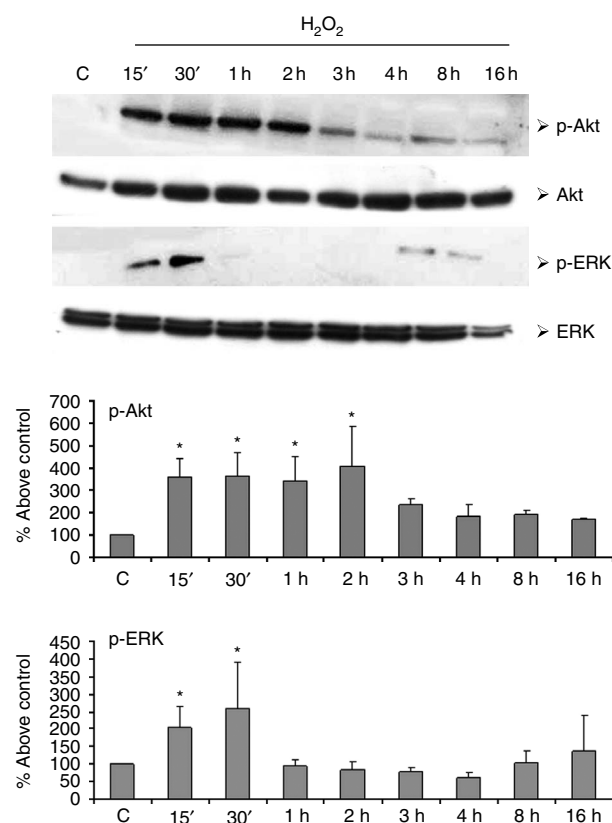 H₂O₂
C 15′ 30′ 1 h 2 h 3 h 4 h 8 h 16 h
➢ p-Akt
➢ Akt
➢ p-ERK
➢ ERK
p-Akt
% Above control
700
600
500
400
300
200
100
0
* * * *
C 15′ 30′ 1 h 2 h 3 h 4 h 8 h 16 h
p-ERK
% Above control
450
400
350
300
250
200
150
100
50
0
* *
C 15′ 30′ 1 h 2 h 3 h 4 h 8 h 16 h